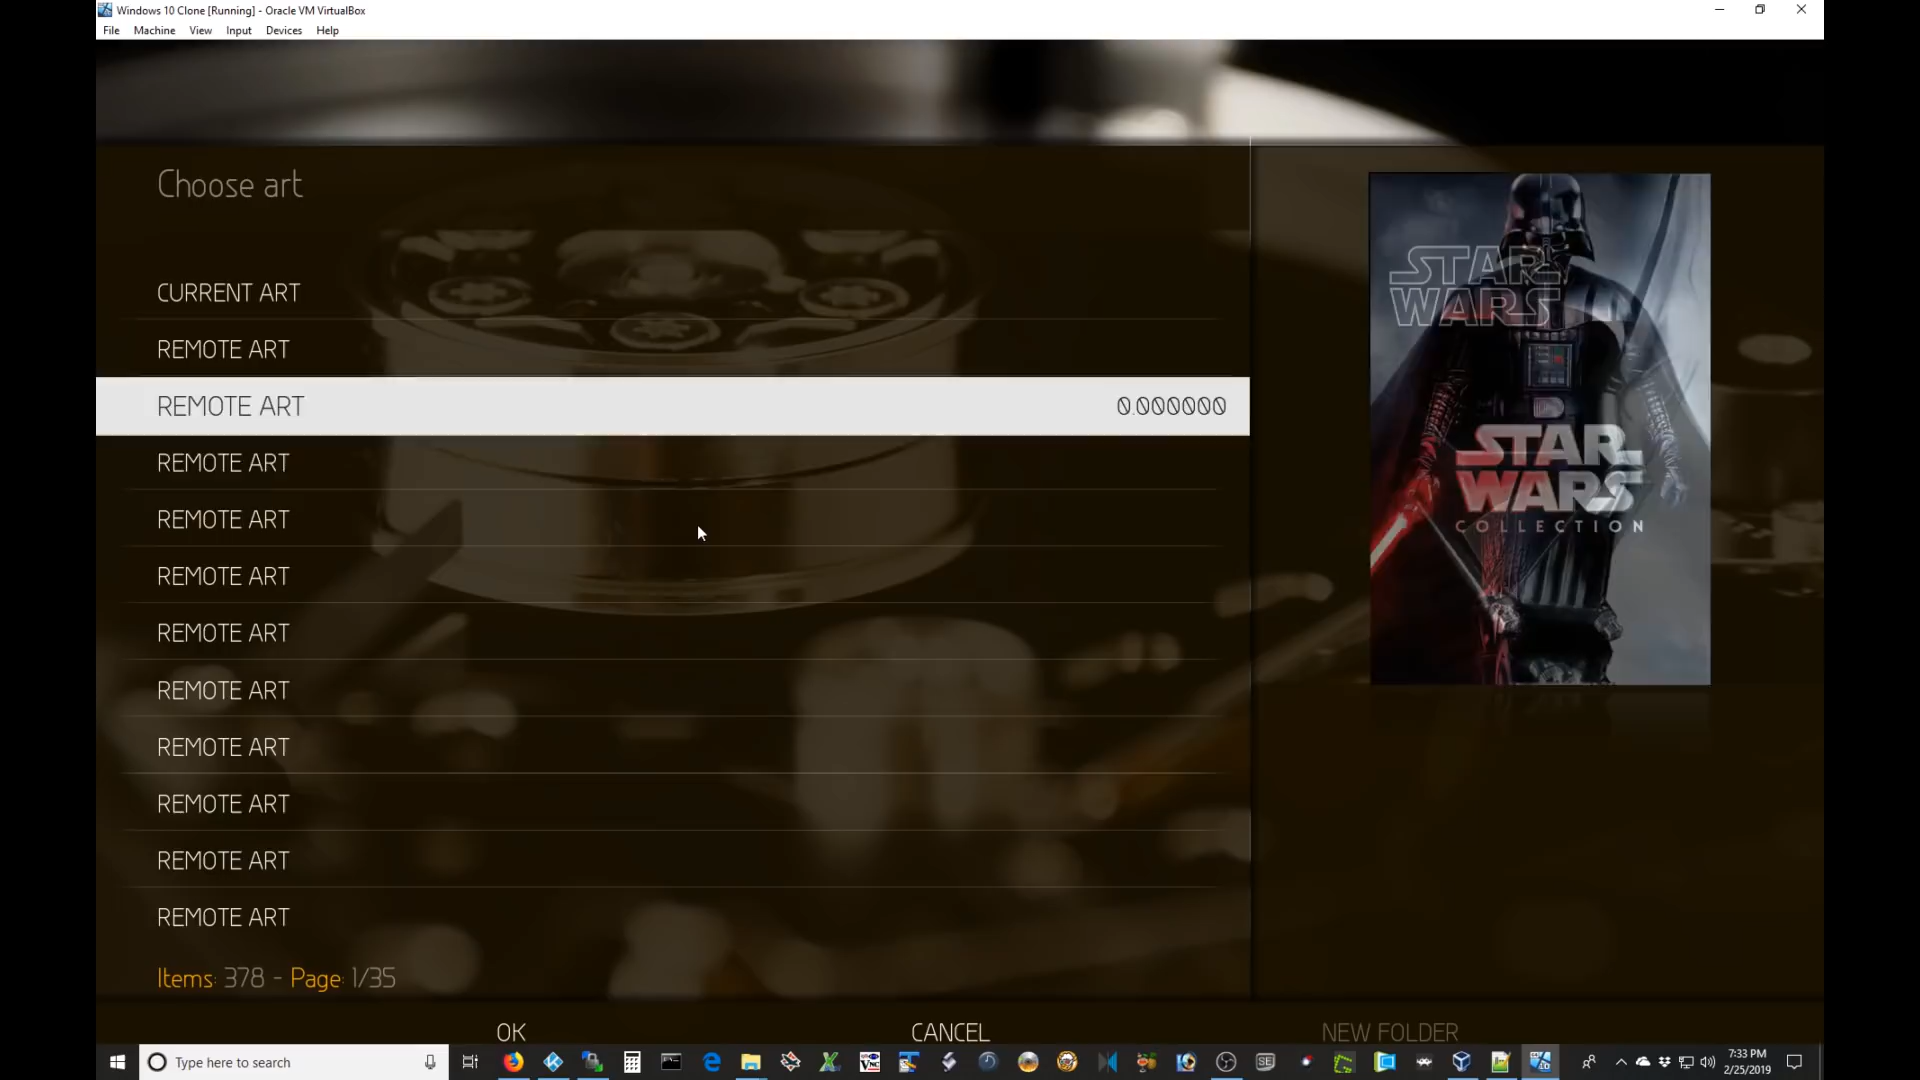 Windows 10 Clone [Running] - Oracle VM VirtualBox
File Machine View Input Devices Help
Choose art
CURRENT ART
REMOTE ART
REMOTE ART 0.000000
REMOTE ART
REMOTE ART
REMOTE ART
REMOTE ART
REMOTE ART
REMOTE ART
REMOTE ART
REMOTE ART
REMOTE ART
Items: 378 - Page: 1/35
STAR
WARS
STAR
WARS
COLLECTION
OK CANCEL NEW FOLDER
Type here to search
SE
7:33 PM
2/25/2019